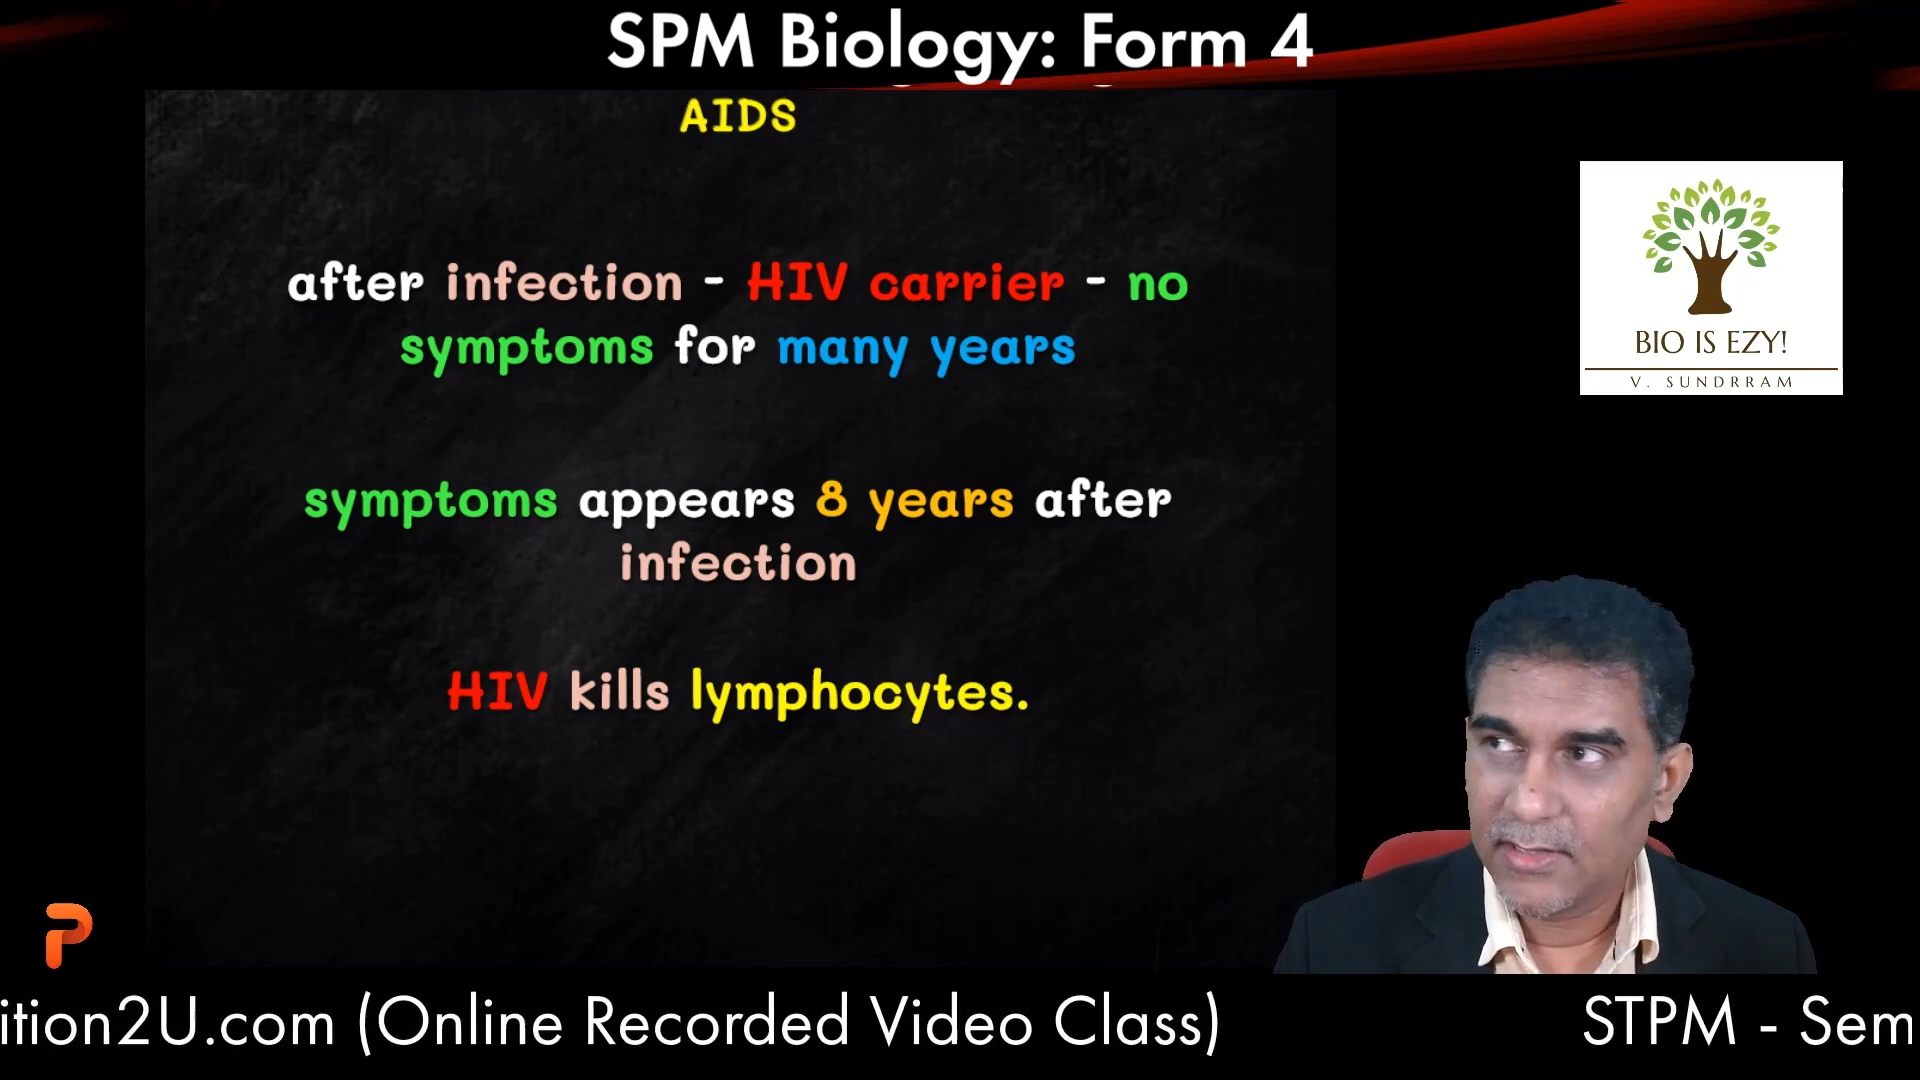 SPM Biology: Form 4
AIDS
after infection - HIV carrier - no
symptoms for many years
symptoms appears 8 years after
infection
HIV kills lymphocytes.
BIO IS EZY!
V. SUNDRRAM
ition2U.com (Online Recorded Video Class)
STPM - Sem